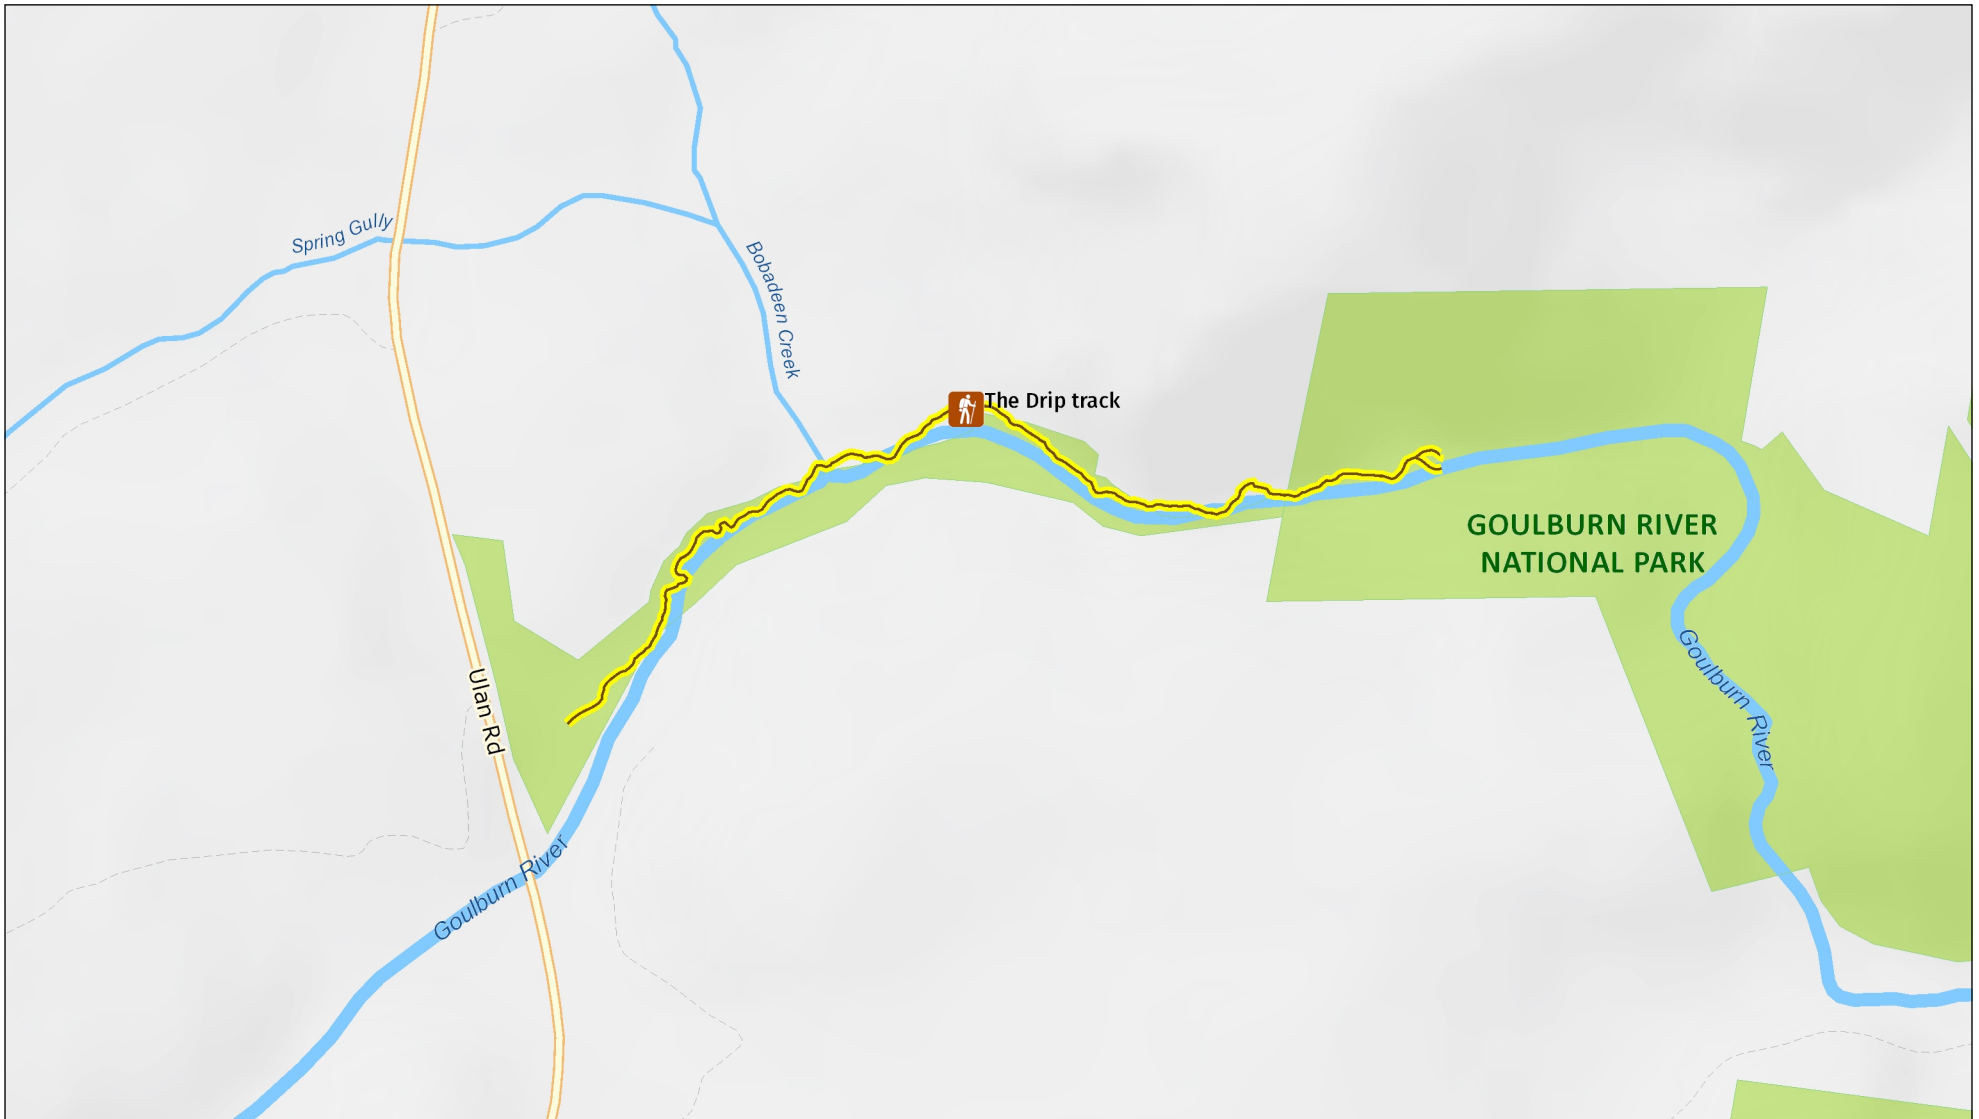 Spring Gully
Bobadeen Creek
The Drip track
GOULBURN RIVER
NATIONAL PARK
Goulburn River
Ulan Rd
Goulburn River